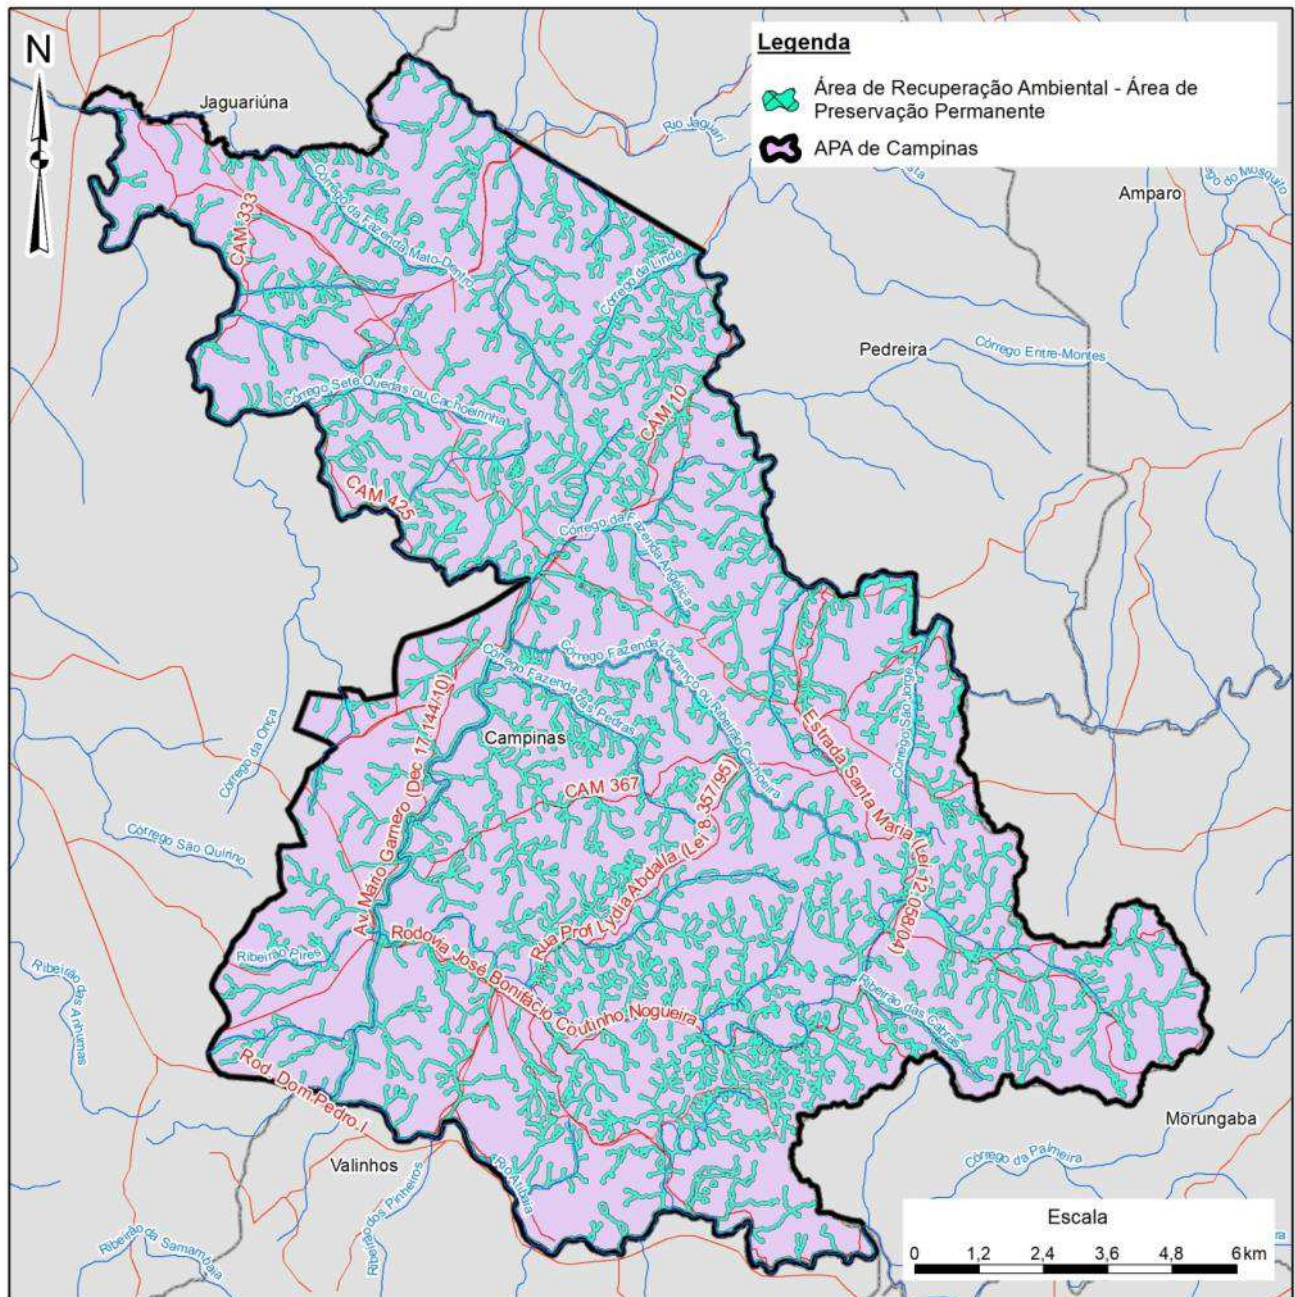 N
Legenda
Área de Recuperação Ambiental - Área de
Preservação Permanente
APA de Campinas
Jaguariúna
Rio Jaguari
Amparo
CAM 333
Córrego da Fazenda Mato-Dentro
Córrego da Linde
Pedreira
Córrego Entre-Montes
Córrego Sete Quedas ou Cachoeirinha
CAM 10
CAM 425
Córrego da Fazenda Angélica
Córrego Fazenda Lourenço ou Ribeirão Cachoeira
Córrego Fazenda das Pedras
Córrego da Onça
Campinas
Av. Mário Garnero (Dec 17.144/10)
CAM 367
Estrada Santa Maria (Lei 12.058/04)
Córrego São Jorge
Córrego São Quirino
Rua Prof Lydia Abdalla (Lei 8.357/95)
Rodovia José Bonifácio Coutinho Nogueira
Ribeirão Pires
Ribeirão das Anhumas
Ribeirão das Cabras
Rod. Dom.Pedro I
Valinhos
Rio Atibaia
Ribeirão dos Pinheiros
Ribeirão da Samambaia
Morungaba
Córrego da Palmeira
Escala
0 1,2 2,4 3,6 4,8 6 km